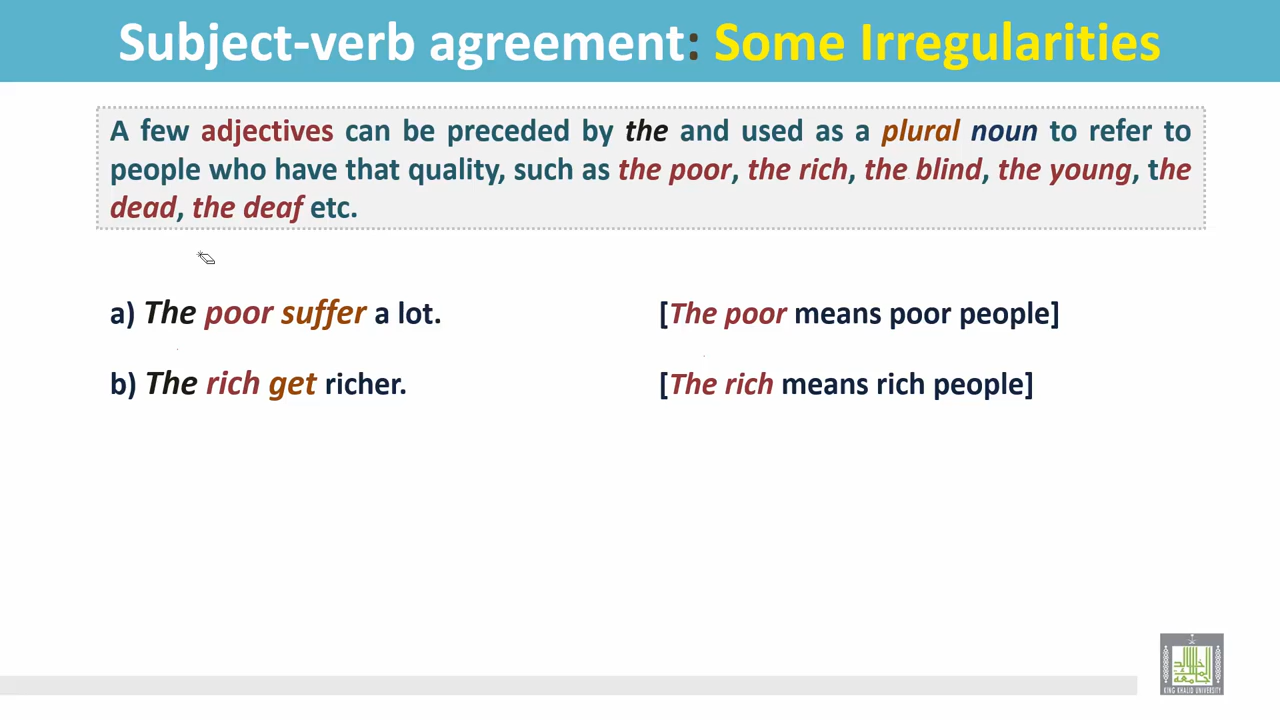 Subject-verb agreement: Some Irregularities
A few adjectives can be preceded by the and used as a plural noun to refer to
people who have that quality, such as the poor, the rich, the blind, the young, the
dead, the deaf etc.
a) The poor suffer a lot. [The poor means poor people]
b) The rich get richer. [The rich means rich people]
KING KHALID UNIVERSITY